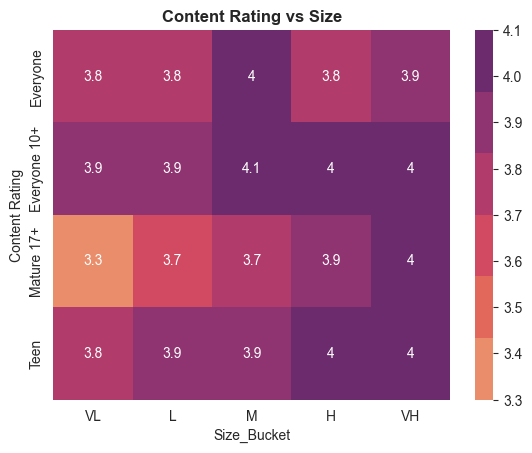 Content Rating vs Size
Content Rating
Everyone
3.8 3.8 4 3.8 3.9
Everyone 10+
3.9 3.9 4.1 4 4
Mature 17+
3.3 3.7 3.7 3.9 4
Teen
3.8 3.9 3.9 4 4
VL L M H VH
Size_Bucket
4.1
4.0
3.9
3.8
3.7
3.6
3.5
3.4
3.3